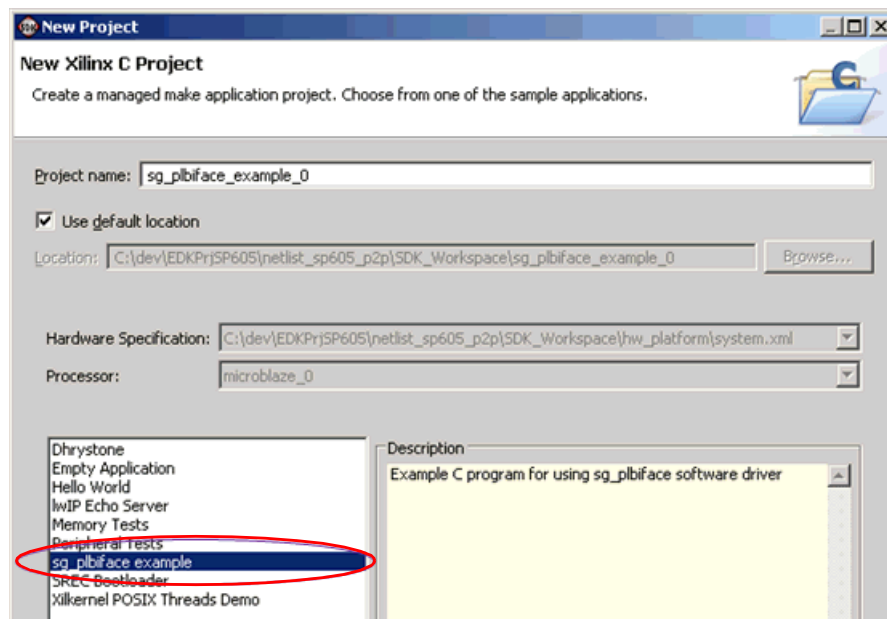 New Project
New Xilinx C Project
Create a managed make application project. Choose from one of the sample applications.
Project name: sg_plbiface_example_0
Use default location
Location: C:\dev\EDKPrjSP605\netlist_sp605_p2p\SDK_Workspace\sg_plbiface_example_0 Browse...
Hardware Specification: C:\dev\EDKPrjSP605\netlist_sp605_p2p\SDK_Workspace\hw_platform\system.xml
Processor: microblaze_0
Dhrystone
Empty Application
Hello World
lwIP Echo Server
Memory Tests
Peripheral Tests
sg_plbiface example
SREC Bootloader
Xilkernel POSIX Threads Demo
Description
Example C program for using sg_plbiface software driver